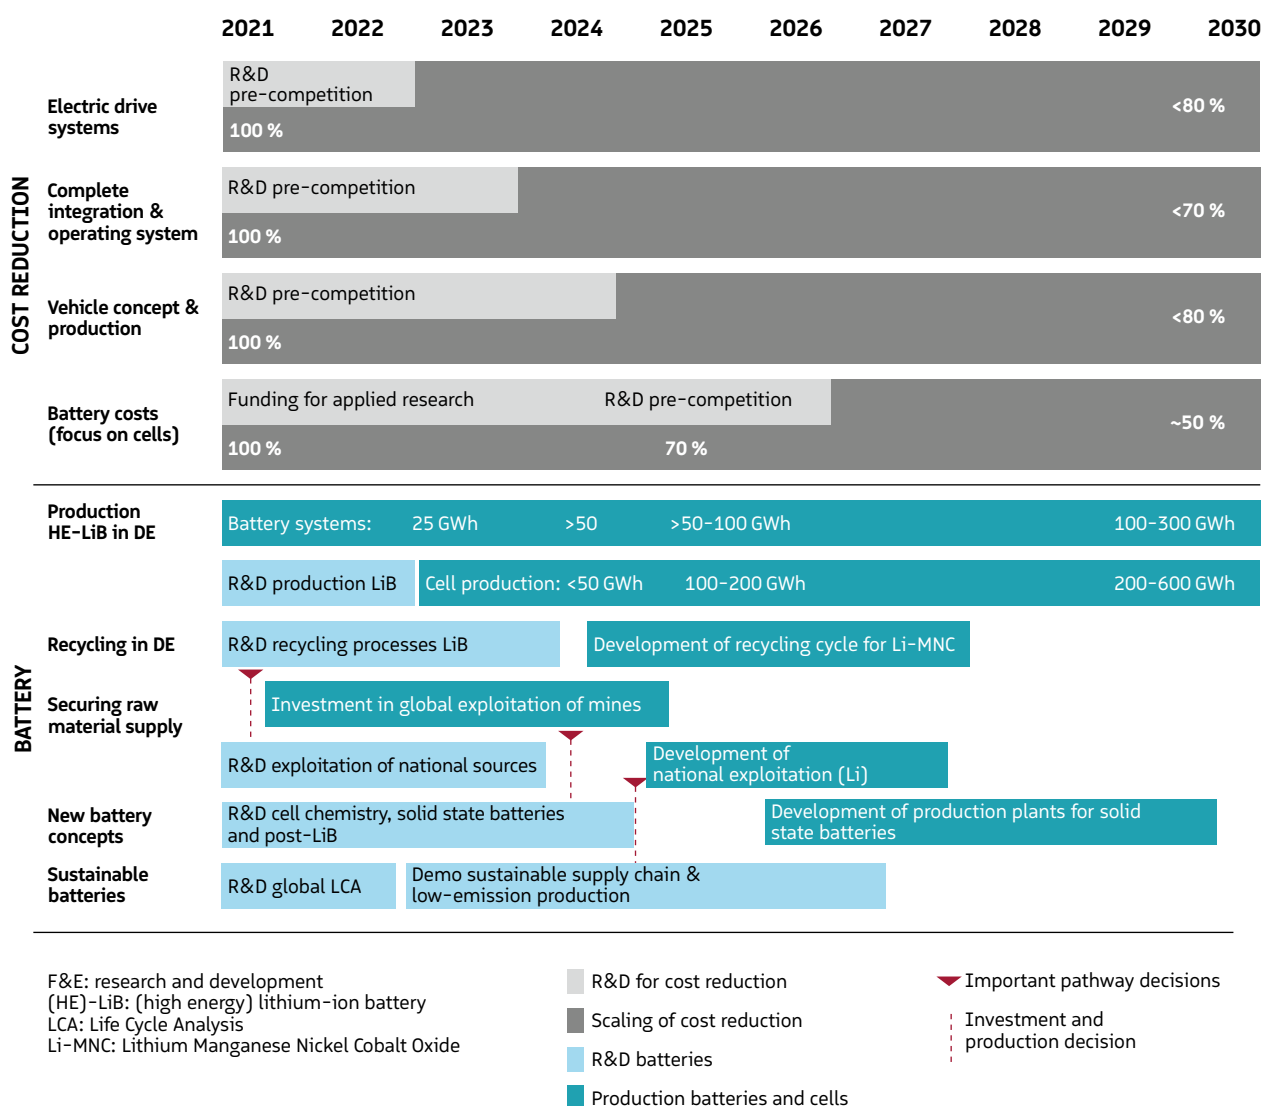 2021 2022 2023 2024 2025 2026 2027 2028 2029 2030
COST REDUCTION
Electric drive
systems
R&D
pre-competition
100 %
<80 %
Complete
integration &
operating system
R&D pre-competition
100 %
<70 %
Vehicle concept &
production
R&D pre-competition
100 %
<80 %
Battery costs
(focus on cells)
Funding for applied research R&D pre-competition
100 % 70 %
~50 %
BATTERY
Production
HE-LiB in DE
Battery systems: 25 GWh >50 >50-100 GWh 100-300 GWh
R&D production LiB Cell production: <50 GWh 100-200 GWh 200-600 GWh
Recycling in DE
R&D recycling processes LiB Development of recycling cycle for Li-MNC
Securing raw
material supply
Investment in global exploitation of mines
R&D exploitation of national sources
Development of
national exploitation (Li)
New battery
concepts
R&D cell chemistry, solid state batteries
and post-LiB
Development of production plants for solid
state batteries
Sustainable
batteries
R&D global LCA
Demo sustainable supply chain &
low-emission production
F&E: research and development
(HE)-LiB: (high energy) lithium-ion battery
LCA: Life Cycle Analysis
Li-MNC: Lithium Manganese Nickel Cobalt Oxide
R&D for cost reduction
Scaling of cost reduction
R&D batteries
Production batteries and cells
Important pathway decisions
Investment and
production decision